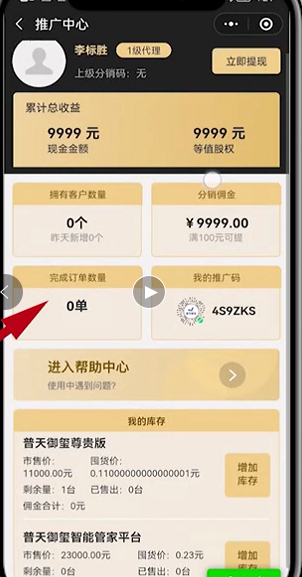 推广中心
李标胜 1级代理
上级分销码：无
立即提现
累计总收益
9999 元 9999 元
现金金额 等值股权
拥有客户数量 分销佣金
0个 ¥9999.00
昨天新增0个 满100元可提
完成订单数量 我的推广码
0单 4S9ZKS
进入帮助中心
使用中遇到问题?
我的库存
普天御玺尊贵版
市售价: 囤货价:
11000.00元 0.11000000000000001元
剩余量: 1台 已售出: 0台
佣金合计: 0元
增加
库存
普天御玺智能管家平台
市售价: 23000.00元 囤货价: 0.23元
剩余量: 0台 已售出: 0台
增加
库存